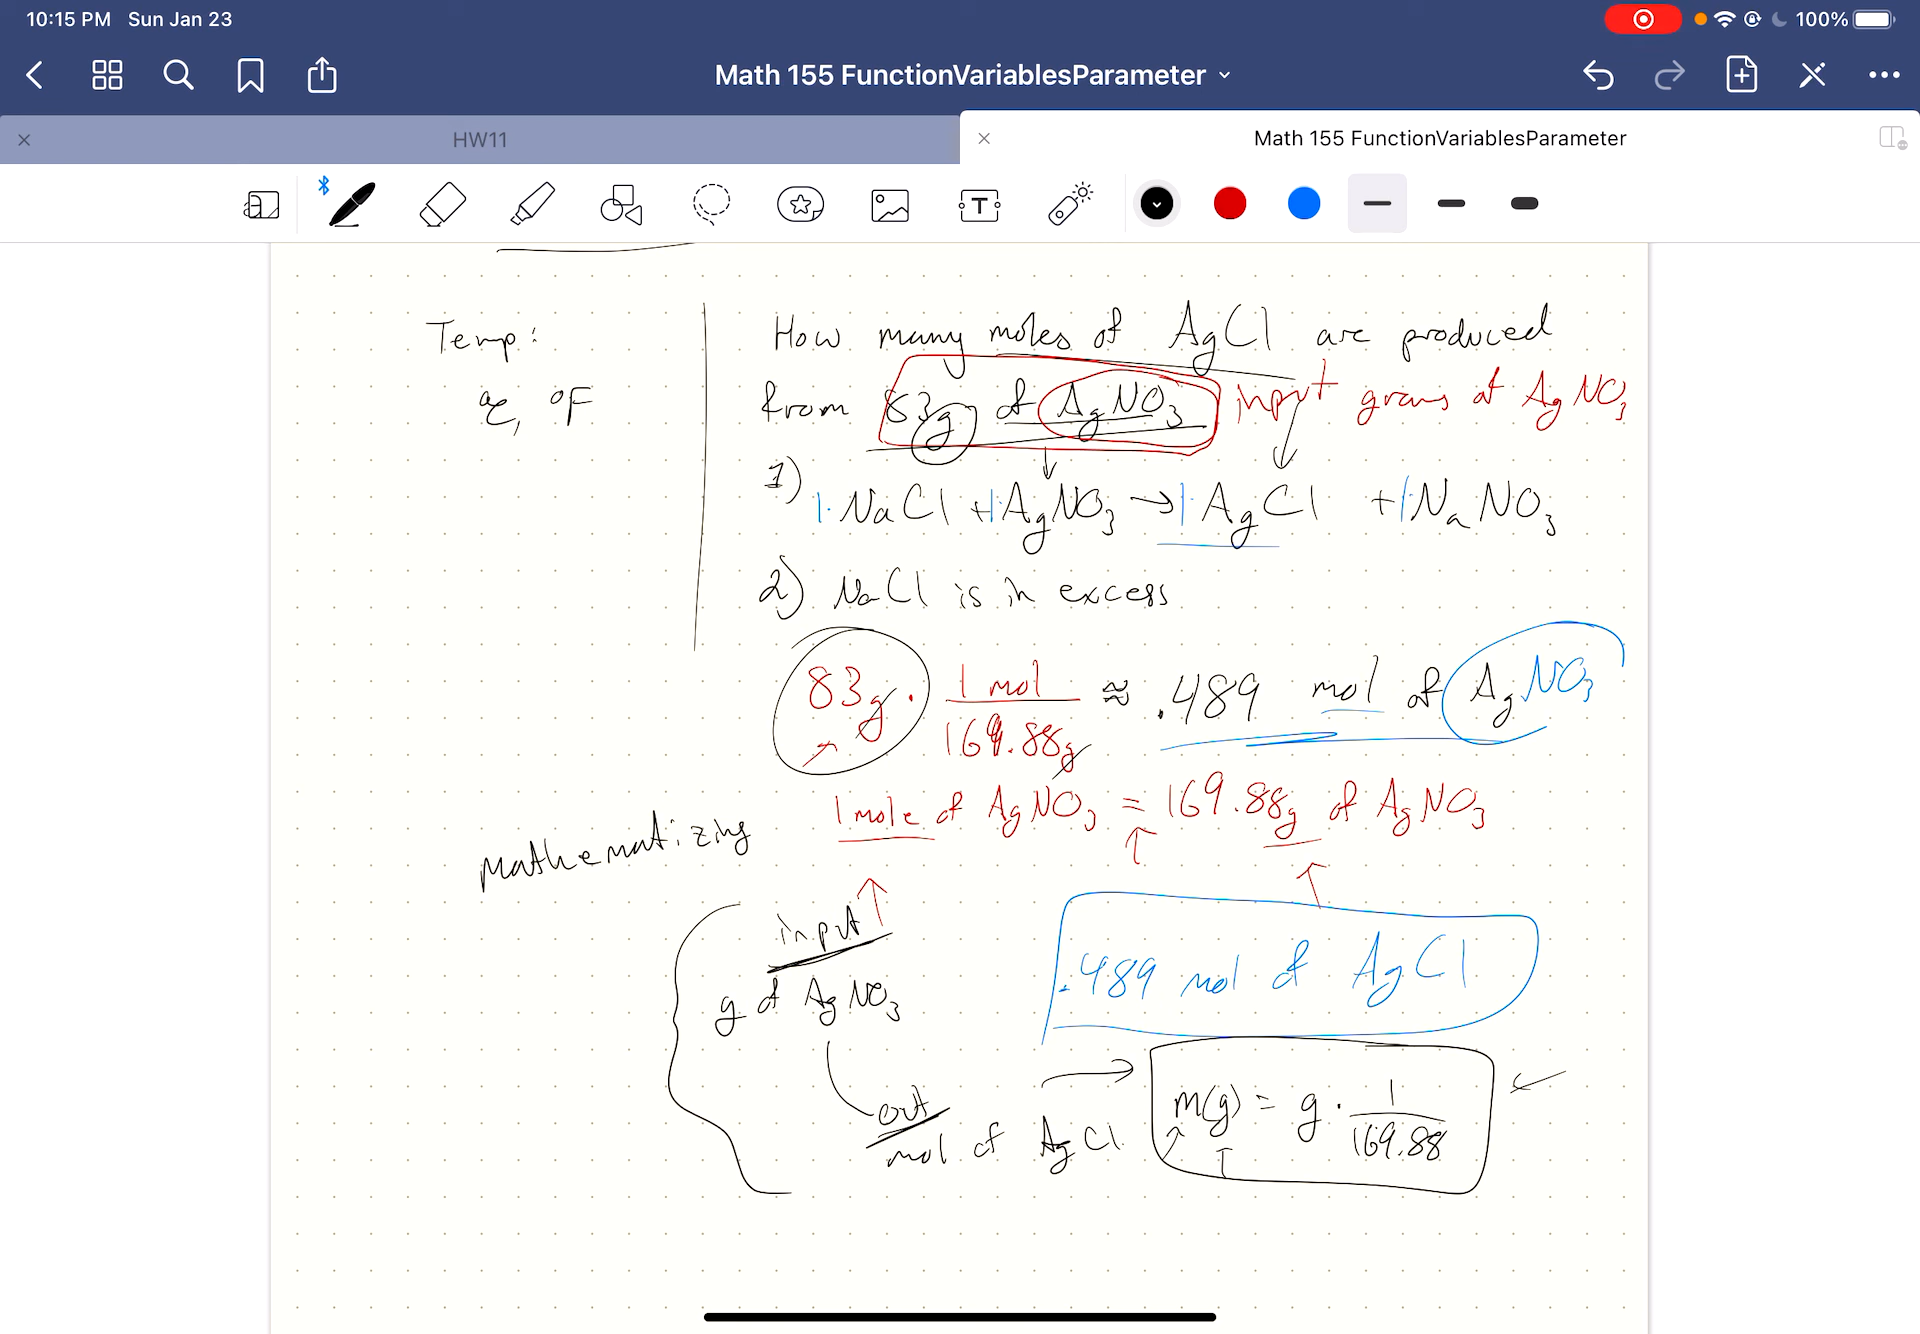 10:15 PM Sun Jan 23
100%
Math 155 FunctionVariablesParameter
HW11
Math 155 FunctionVariablesParameter
T
Temp:
°C, °F
How many moles of AgCl are produced
from 83g of AgNO₃ input grams of AgNO₃
1)
1·NaCl + 1·AgNO₃ → 1·AgCl + 1·NaNO₃
2) NaCl is in excess
83g · 1 mol / 169.88g ≈ .489 mol of AgNO₃
1 mole of AgNO₃ = 169.88g of AgNO₃
Mathematizing
input
g of AgNO₃
.489 mol of AgCl
out
mol of AgCl
m(g) = g · 1/169.88